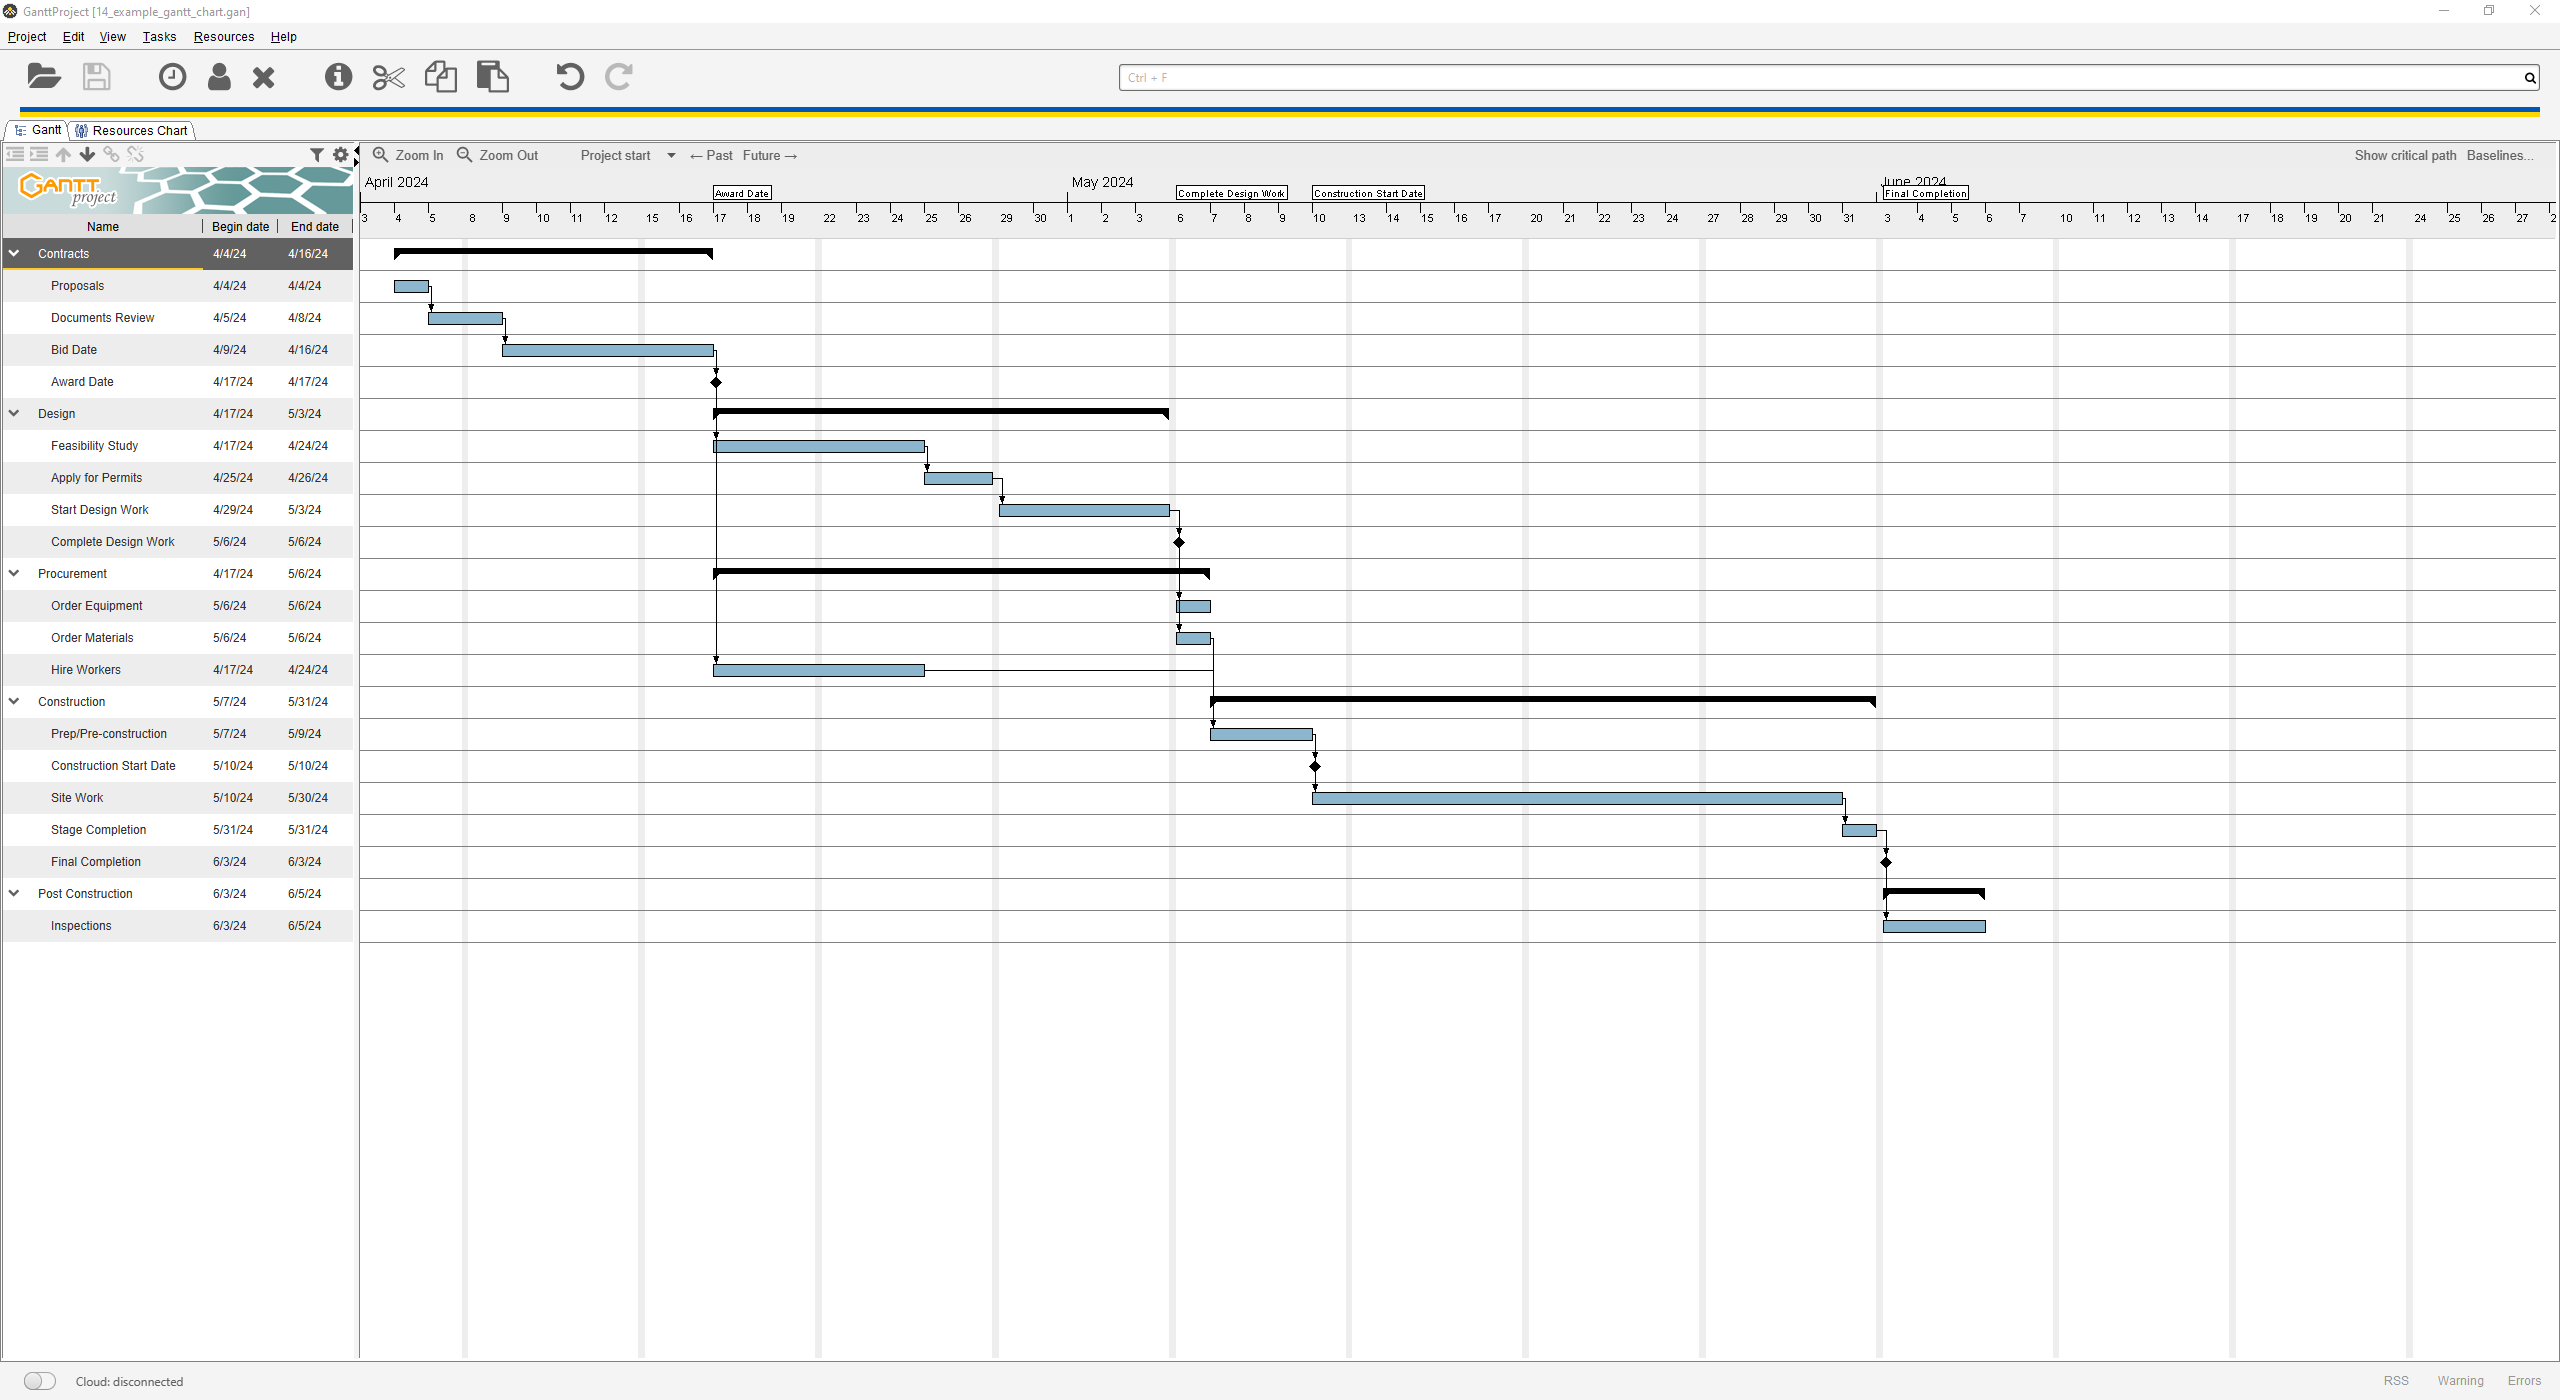 GanttProject [14_example_gantt_chart.gan]
Project Edit View Tasks Resources Help
Ctrl + F
Gantt Resources Chart
Zoom In Zoom Out Project start ← Past Future → Show critical path Baselines...
GANTT project
April 2024 May 2024 June 2024
Award Date Complete Design Work Construction Start Date Final Completion
3 4 5 8 9 10 11 12 15 16 17 18 19 22 23 24 25 26 29 30 1 2 3 6 7 8 9 10 13 14 15 16 17 20 21 22 23 24 27 28 29 30 31 3 4 5 6 7 10 11 12 13 14 17 18 19 20 21 24 25 26 27 2
Name Begin date End date
Contracts 4/4/24 4/16/24
Proposals 4/4/24 4/4/24
Documents Review 4/5/24 4/8/24
Bid Date 4/9/24 4/16/24
Award Date 4/17/24 4/17/24
Design 4/17/24 5/3/24
Feasibility Study 4/17/24 4/24/24
Apply for Permits 4/25/24 4/26/24
Start Design Work 4/29/24 5/3/24
Complete Design Work 5/6/24 5/6/24
Procurement 4/17/24 5/6/24
Order Equipment 5/6/24 5/6/24
Order Materials 5/6/24 5/6/24
Hire Workers 4/17/24 4/24/24
Construction 5/7/24 5/31/24
Prep/Pre-construction 5/7/24 5/9/24
Construction Start Date 5/10/24 5/10/24
Site Work 5/10/24 5/30/24
Stage Completion 5/31/24 5/31/24
Final Completion 6/3/24 6/3/24
Post Construction 6/3/24 6/5/24
Inspections 6/3/24 6/5/24
Cloud: disconnected RSS Warning Errors